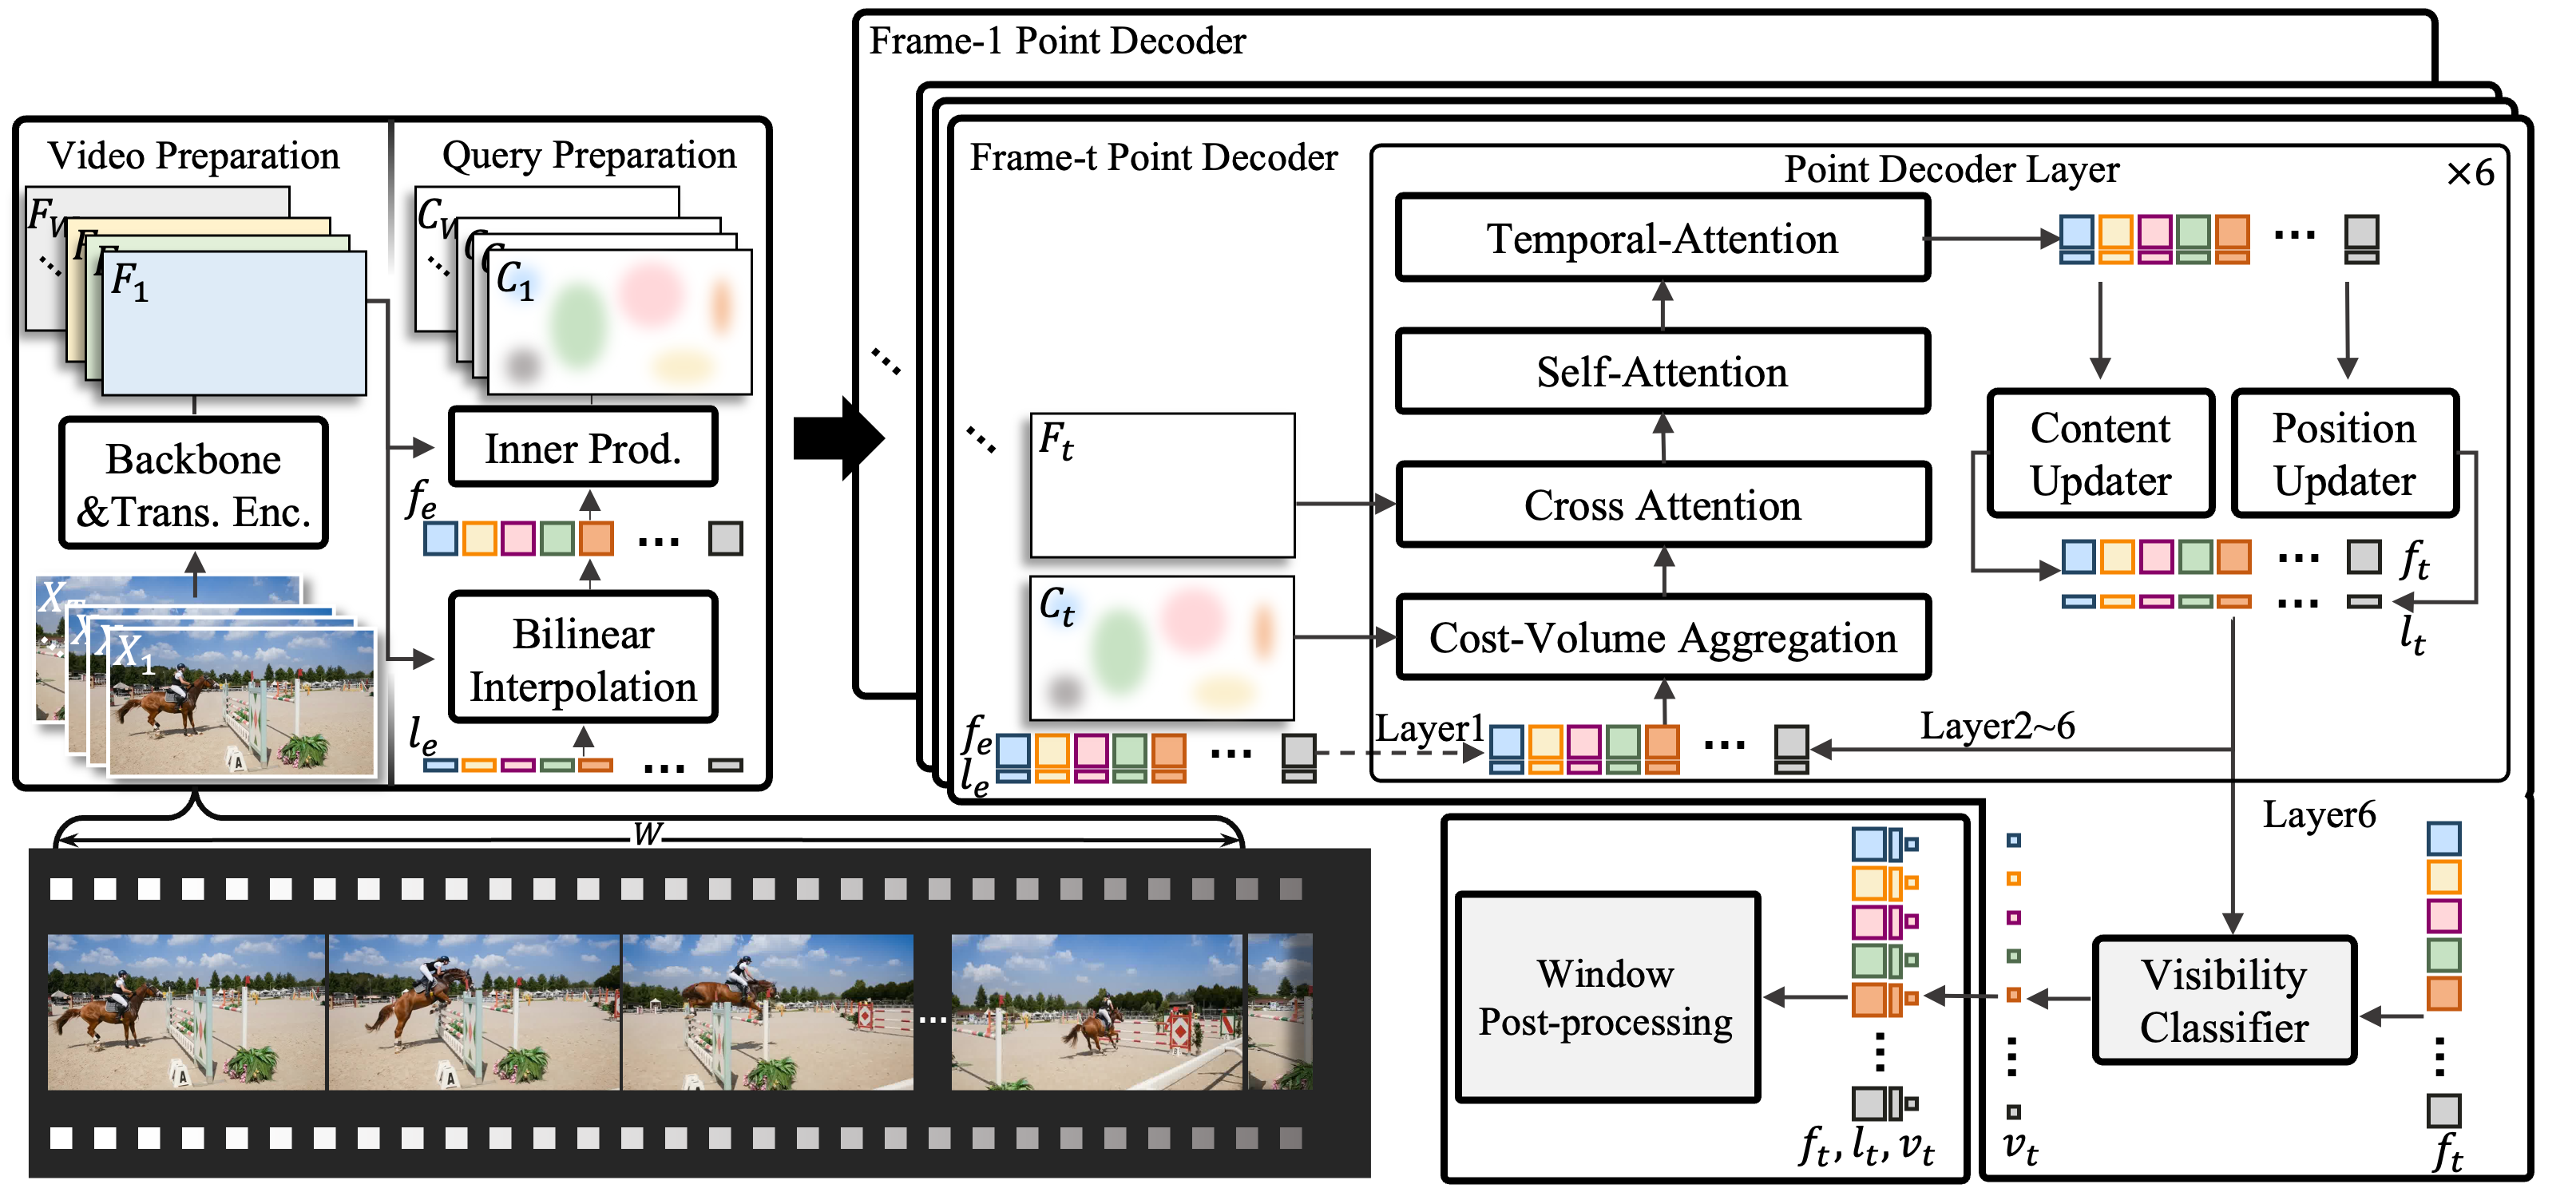 Frame-1 Point Decoder
Video Preparation
Query Preparation
Frame-t Point Decoder
Point Decoder Layer
×6
F_W
F_1
C_W
C_1
Temporal-Attention
Self-Attention
Cross Attention
Cost-Volume Aggregation
Content
Updater
Position
Updater
Backbone
&Trans. Enc.
Inner Prod.
f_e
Bilinear
Interpolation
l_e
X_1
F_t
C_t
f_e
l_e
Layer1
Layer2~6
f_t
l_t
Layer6
W
A
A
A
Window
Post-processing
f_t, l_t, v_t
v_t
Visibility
Classifier
f_t